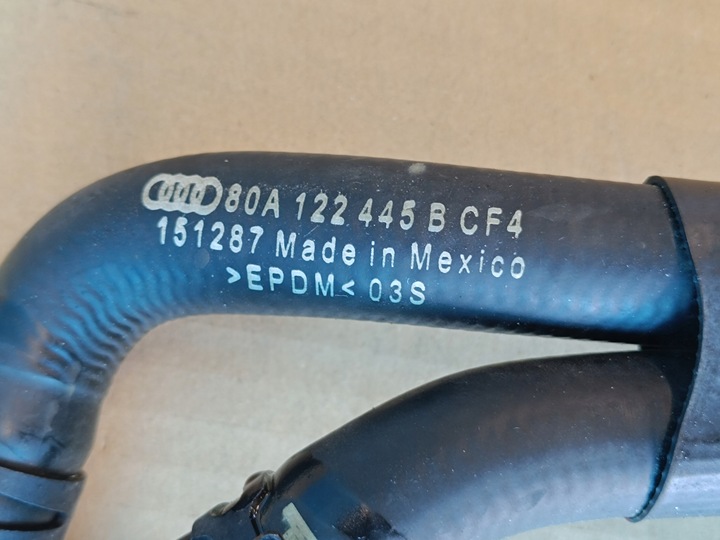 80A 122 445 B CF4
151287 Made in Mexico
>EPDM< 03S